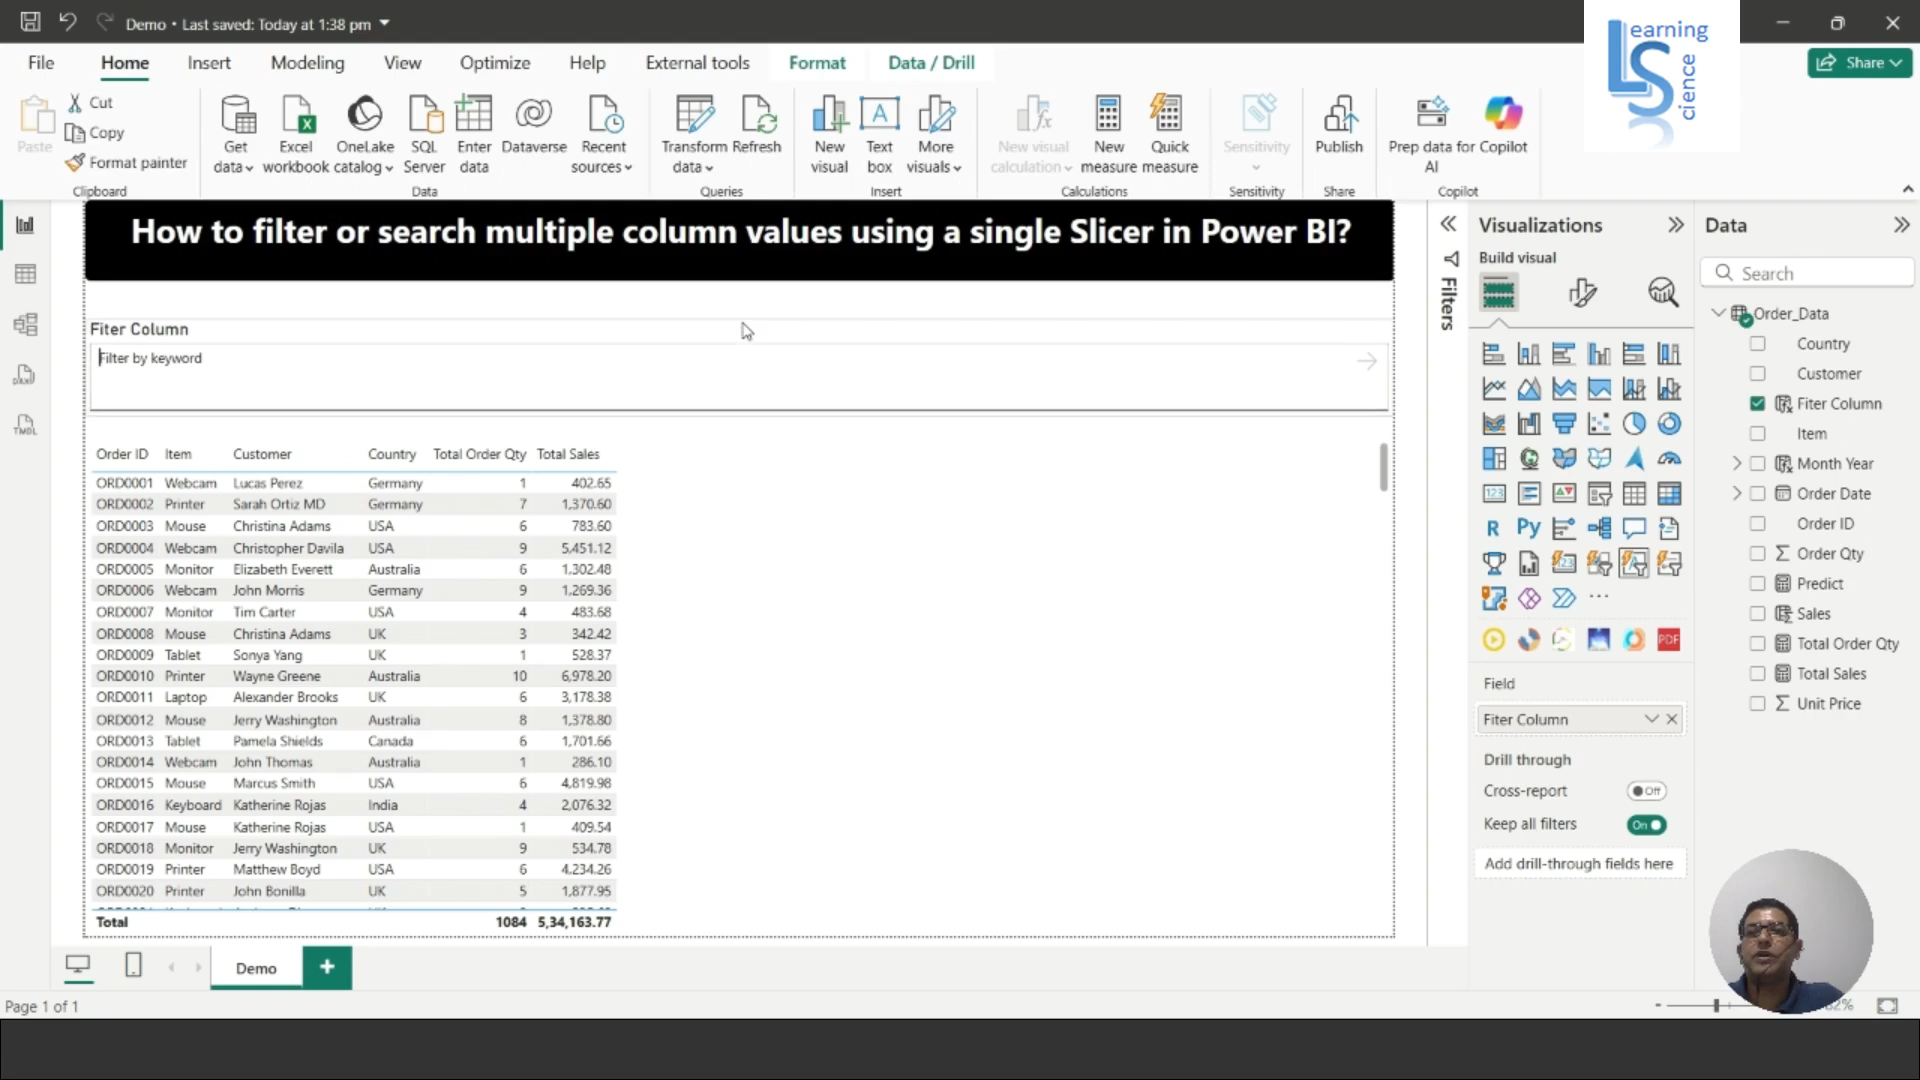 Demo • Last saved: Today at 1:38 pm
Learning
Science
File Home Insert Modeling View Optimize Help External tools Format Data / Drill
Share
Paste
Cut
Copy
Format painter
Clipboard
Get data
Excel workbook
OneLake catalog
SQL Server
Enter data
Dataverse
Recent sources
Data
Transform data
Refresh
Queries
New visual
Text box
More visuals
Insert
New visual calculation
New measure
Quick measure
Calculations
Sensitivity
Sensitivity
Publish
Share
Prep data for AI
Copilot
Copilot
How to filter or search multiple column values using a single Slicer in Power BI?
Fiter Column
Filter by keyword
Order ID Item Customer Country Total Order Qty Total Sales
ORD0001 Webcam Lucas Perez Germany 1 402.65
ORD0002 Printer Sarah Ortiz MD Germany 7 1,370.60
ORD0003 Mouse Christina Adams USA 6 783.60
ORD0004 Webcam Christopher Davila USA 9 5,451.12
ORD0005 Monitor Elizabeth Everett Australia 6 1,302.48
ORD0006 Webcam John Morris Germany 9 1,269.36
ORD0007 Monitor Tim Carter USA 4 483.68
ORD0008 Mouse Christina Adams UK 3 342.42
ORD0009 Tablet Sonya Yang UK 1 528.37
ORD0010 Printer Wayne Greene Australia 10 6,978.20
ORD0011 Laptop Alexander Brooks UK 6 3,178.38
ORD0012 Mouse Jerry Washington Australia 8 1,378.80
ORD0013 Tablet Pamela Shields Canada 6 1,701.66
ORD0014 Webcam John Thomas Australia 1 286.10
ORD0015 Mouse Marcus Smith USA 6 4,819.98
ORD0016 Keyboard Katherine Rojas India 4 2,076.32
ORD0017 Mouse Katherine Rojas USA 1 409.54
ORD0018 Monitor Jerry Washington UK 9 534.78
ORD0019 Printer Matthew Boyd USA 6 4,234.26
ORD0020 Printer John Bonilla UK 5 1,877.95
Total 1084 5,34,163.77
Filters
Visualizations
Build visual
123
R
Py
123
PDF
Field
Fiter Column
Drill through
Cross-report
Off
Keep all filters
On
Add drill-through fields here
Data
Search
Order_Data
Country
Customer
Fiter Column
Item
Month Year
Order Date
Order ID
Order Qty
Predict
Sales
Total Order Qty
Total Sales
Unit Price
DAX
TMDL
Demo
Page 1 of 1